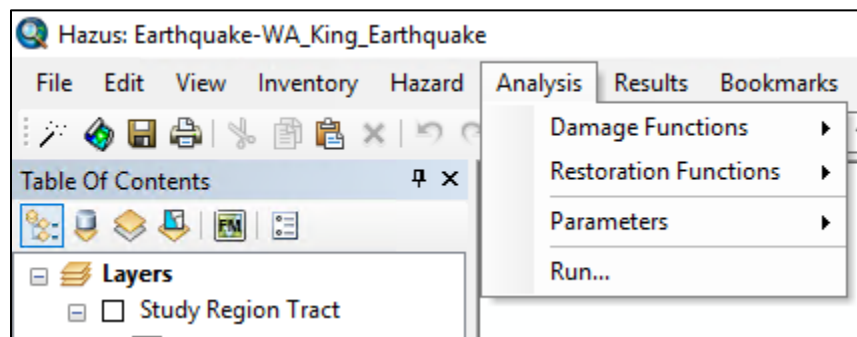 Hazus: Earthquake-WA_King_Earthquake
File Edit View Inventory Hazard Analysis Results Bookmarks
Damage Functions
Restoration Functions
Parameters
Run...
Table Of Contents
FM
Layers
Study Region Tract